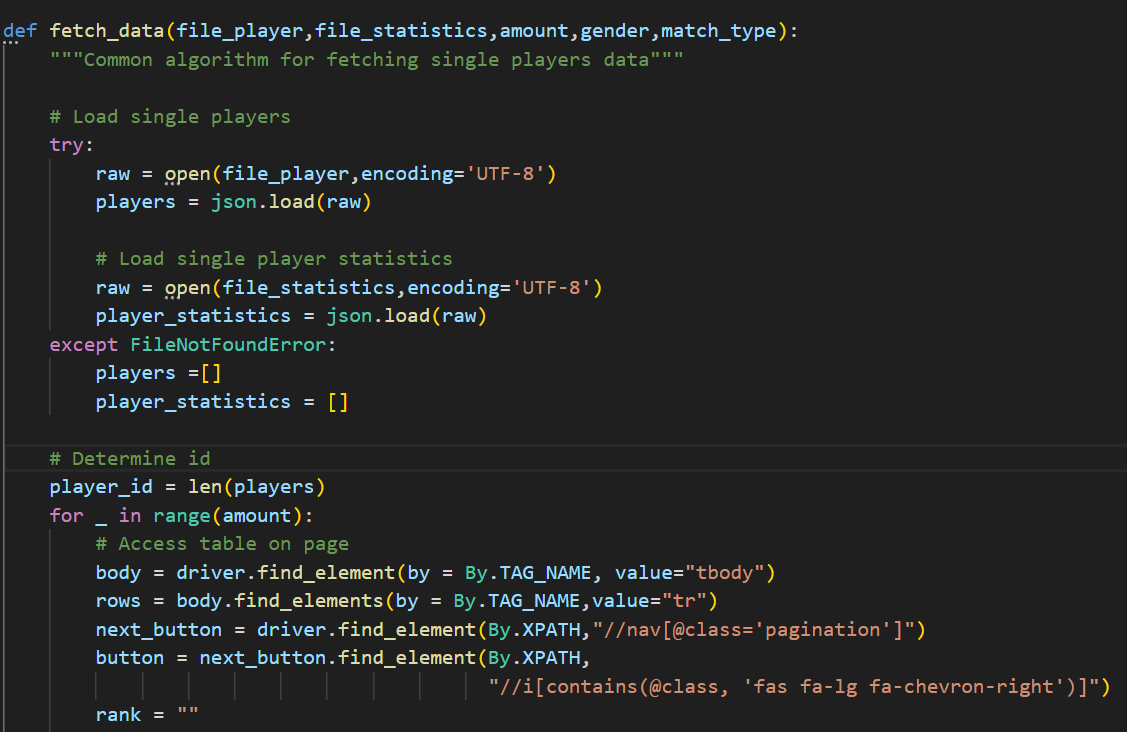 def fetch_data(file_player,file_statistics,amount,gender,match_type):
    """Common algorithm for fetching single players data"""

    # Load single players
    try:
        raw = open(file_player,encoding='UTF-8')
        players = json.load(raw)

        # Load single player statistics
        raw = open(file_statistics,encoding='UTF-8')
        player_statistics = json.load(raw)
    except FileNotFoundError:
        players =[]
        player_statistics = []

    # Determine id
    player_id = len(players)
    for _ in range(amount):
        # Access table on page
        body = driver.find_element(by = By.TAG_NAME, value="tbody")
        rows = body.find_elements(by = By.TAG_NAME,value="tr")
        next_button = driver.find_element(By.XPATH,"//nav[@class='pagination']")
        button = next_button.find_element(By.XPATH,
                                          "//i[contains(@class, 'fas fa-lg fa-chevron-right')]")
        rank = ""